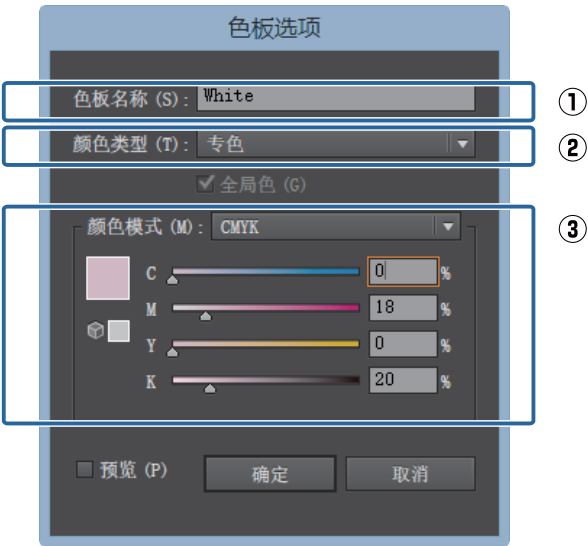 色板选项
色板名称 (S): White
①
颜色类型 (T): 专色
②
全局色 (G)
颜色模式 (M): CMYK
③
C 0 %
M 18 %
Y 0 %
K 20 %
预览 (P) 确定 取消